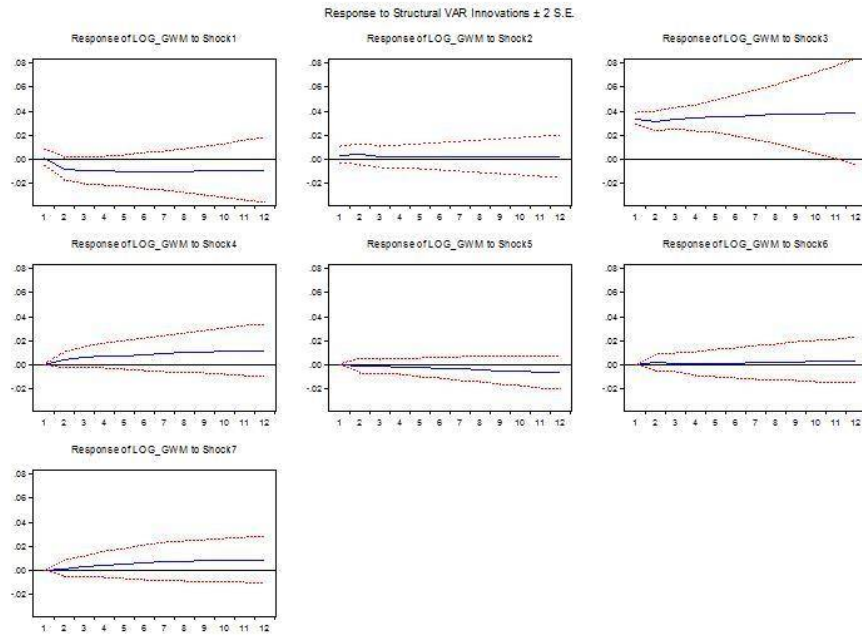 Response to Structural VAR Innovations ± 2 S.E.
Response of LOG_GWM to Shock1
.08
.06
.04
.02
.00
-.02
1 2 3 4 5 6 7 8 9 10 11 12
Response of LOG_GWM to Shock2
.08
.06
.04
.02
.00
-.02
1 2 3 4 5 6 7 8 9 10 11 12
Response of LOG_GWM to Shock3
.08
.06
.04
.02
.00
-.02
1 2 3 4 5 6 7 8 9 10 11 12
Response of LOG_GWM to Shock4
.08
.06
.04
.02
.00
-.02
1 2 3 4 5 6 7 8 9 10 11 12
Response of LOG_GWM to Shock5
.08
.06
.04
.02
.00
-.02
1 2 3 4 5 6 7 8 9 10 11 12
Response of LOG_GWM to Shock6
.08
.06
.04
.02
.00
-.02
1 2 3 4 5 6 7 8 9 10 11 12
Response of LOG_GWM to Shock7
.08
.06
.04
.02
.00
-.02
1 2 3 4 5 6 7 8 9 10 11 12